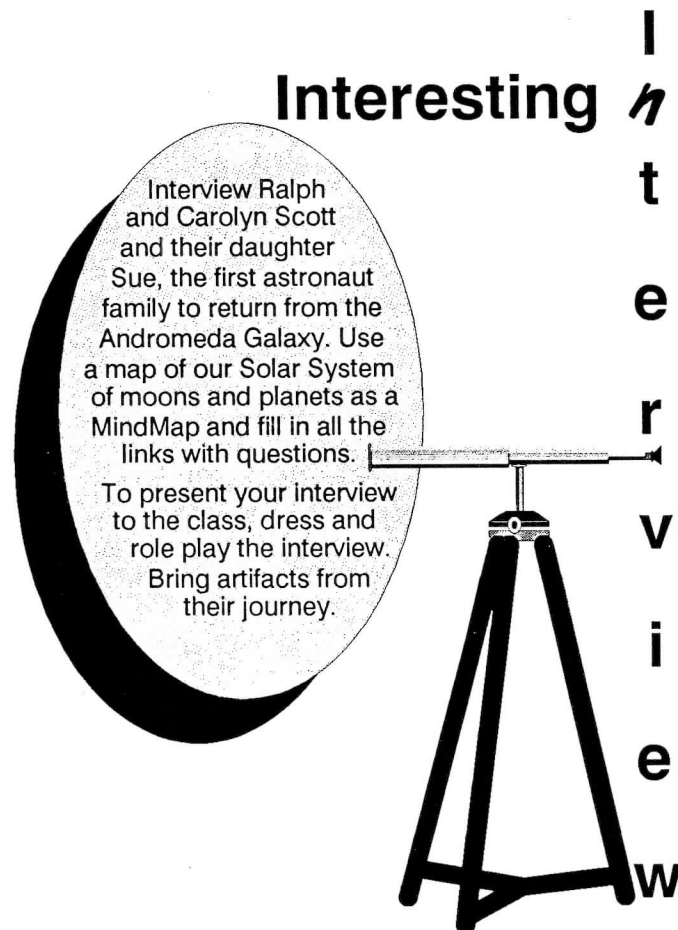 Interesting
Interview
Interview Ralph
and Carolyn Scott
and their daughter
Sue, the first astronaut
family to return from the
Andromeda Galaxy. Use
a map of our Solar System
of moons and planets as a
MindMap and fill in all the
links with questions.
To present your interview
to the class, dress and
role play the interview.
Bring artifacts from
their journey.